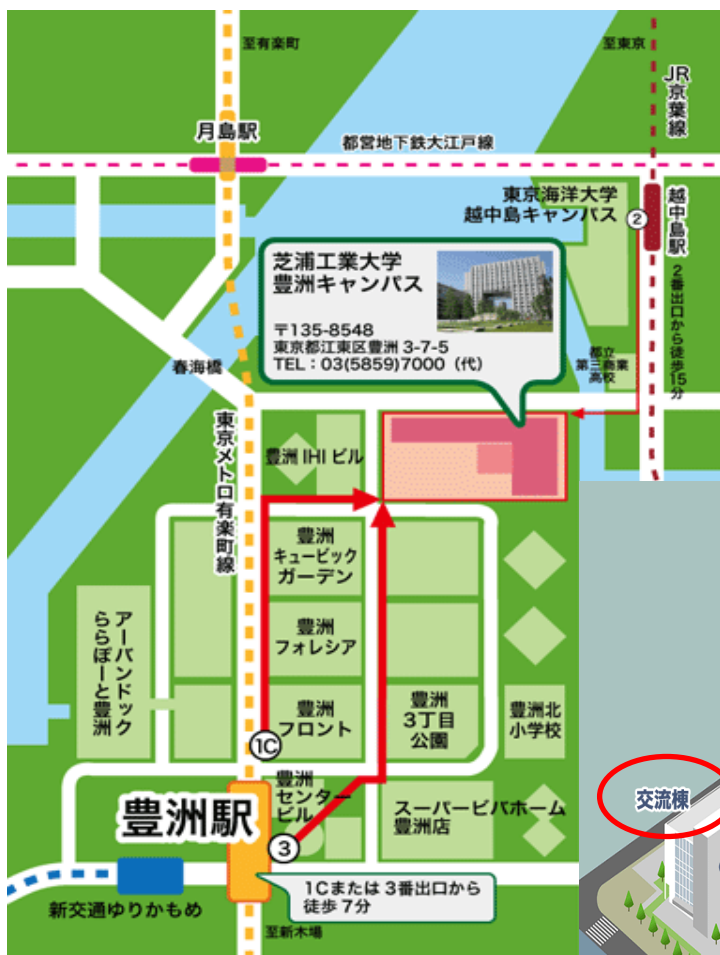 至有楽町
至東京
JR京葉線
月島駅
都営地下鉄大江戸線
東京海洋大学
越中島キャンパス
2
越中島駅
2番出口から徒歩15分
芝浦工業大学
豊洲キャンパス
〒135-8548
東京都江東区豊洲 3-7-5
TEL：03(5859)7000（代）
春海橋
都立
第三商業
高校
東京メトロ有楽町線
豊洲 IHI ビル
豊洲
キュービック
ガーデン
豊洲
フォレシア
アーバンドック
ららぽーと豊洲
豊洲
フロント
豊洲
3丁目
公園
豊洲北
小学校
1C
豊洲
センター
ビル
豊洲駅
3
スーパービバホーム
豊洲店
交流棟
1Cまたは 3番出口から
徒歩 7分
新交通ゆりかもめ
至新木場